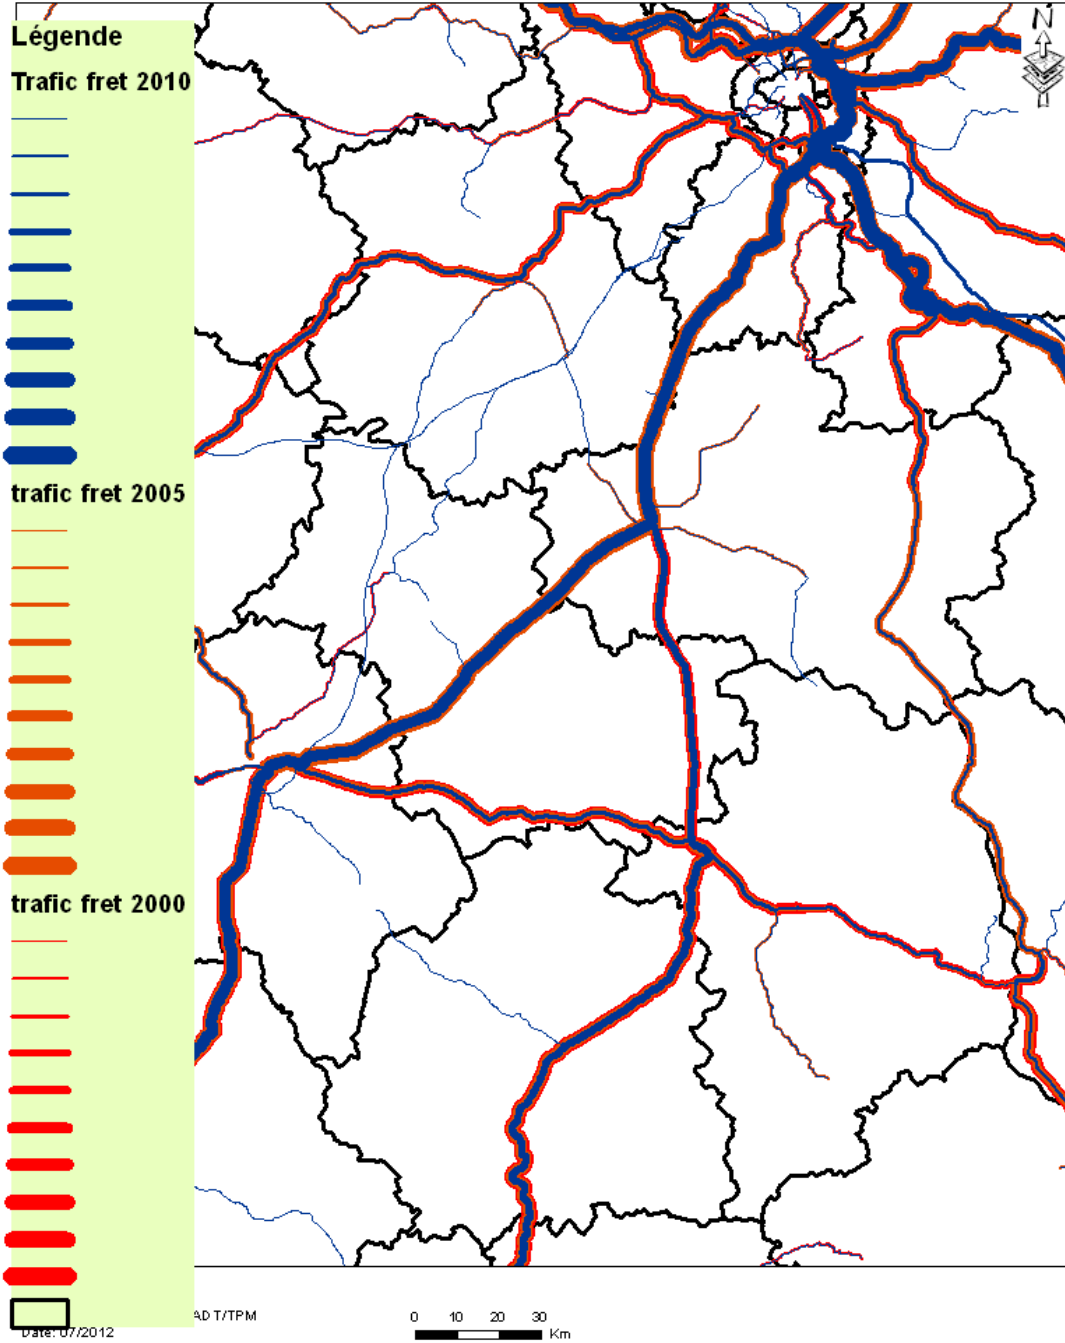 Légende
N
Trafic fret 2010
trafic fret 2005
trafic fret 2000
AD T/TPM
Date: 07/2012
0 10 20 30
Km